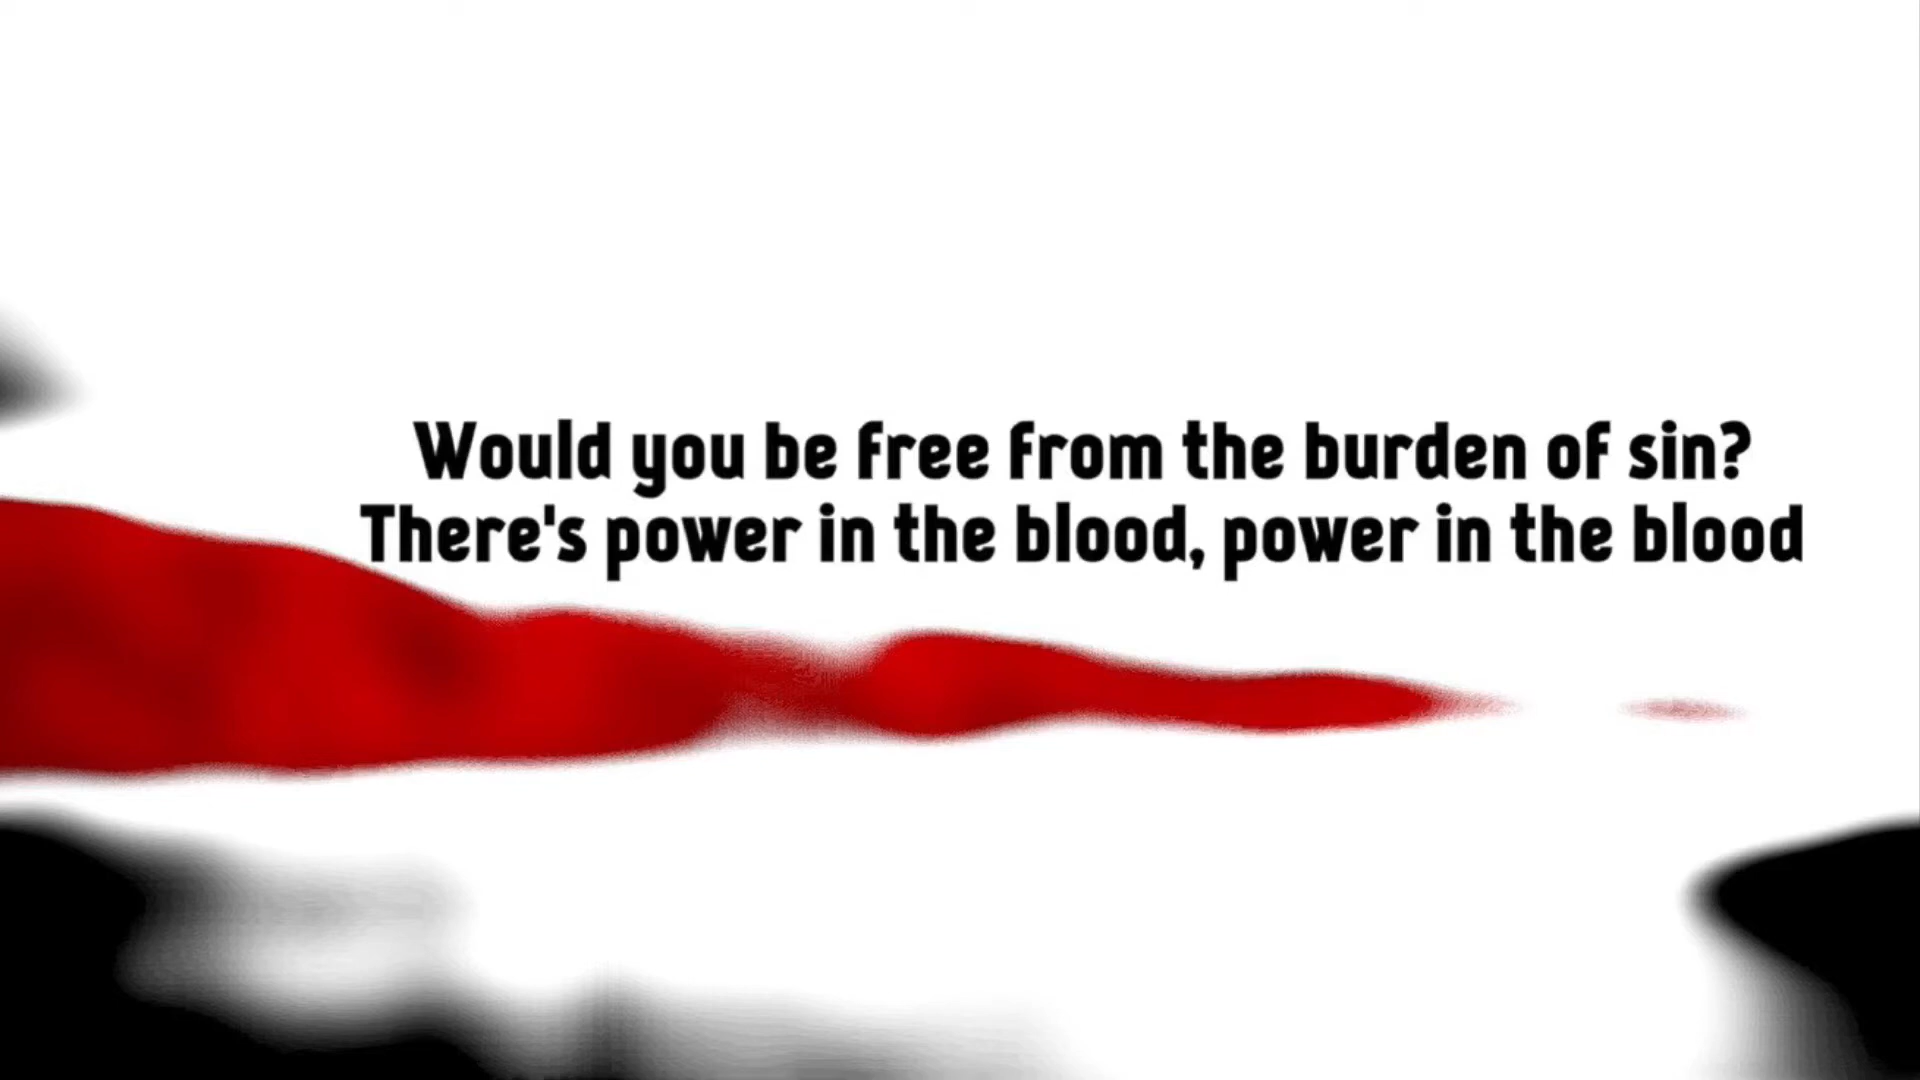 Would you be free from the burden of sin?
There's power in the blood, power in the blood